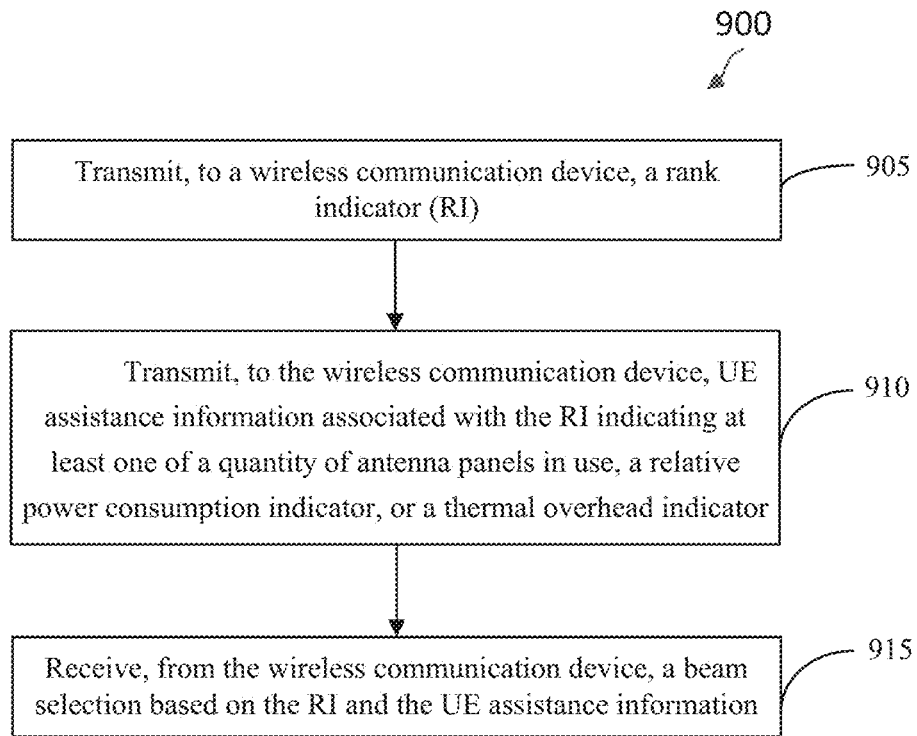 900
Transmit, to a wireless communication device, a rank
indicator (RI)
905
Transmit, to the wireless communication device, UE
assistance information associated with the RI indicating at
least one of a quantity of antenna panels in use, a relative
power consumption indicator, or a thermal overhead indicator
910
Receive, from the wireless communication device, a beam
selection based on the RI and the UE assistance information
915